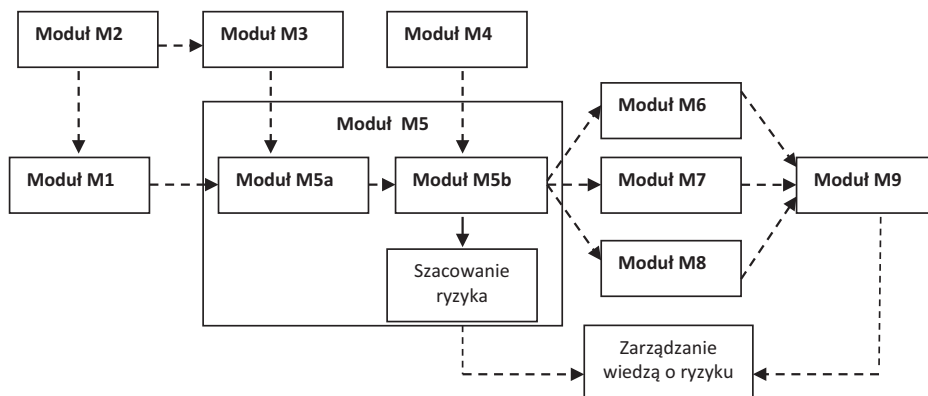 Moduł M2
Moduł M3
Moduł M4
Moduł M5
Moduł M6
Moduł M1
Moduł M5a
Moduł M5b
Moduł M7
Moduł M9
Moduł M8
Szacowanie
ryzyka
Zarządzanie
wiedzą o ryzyku